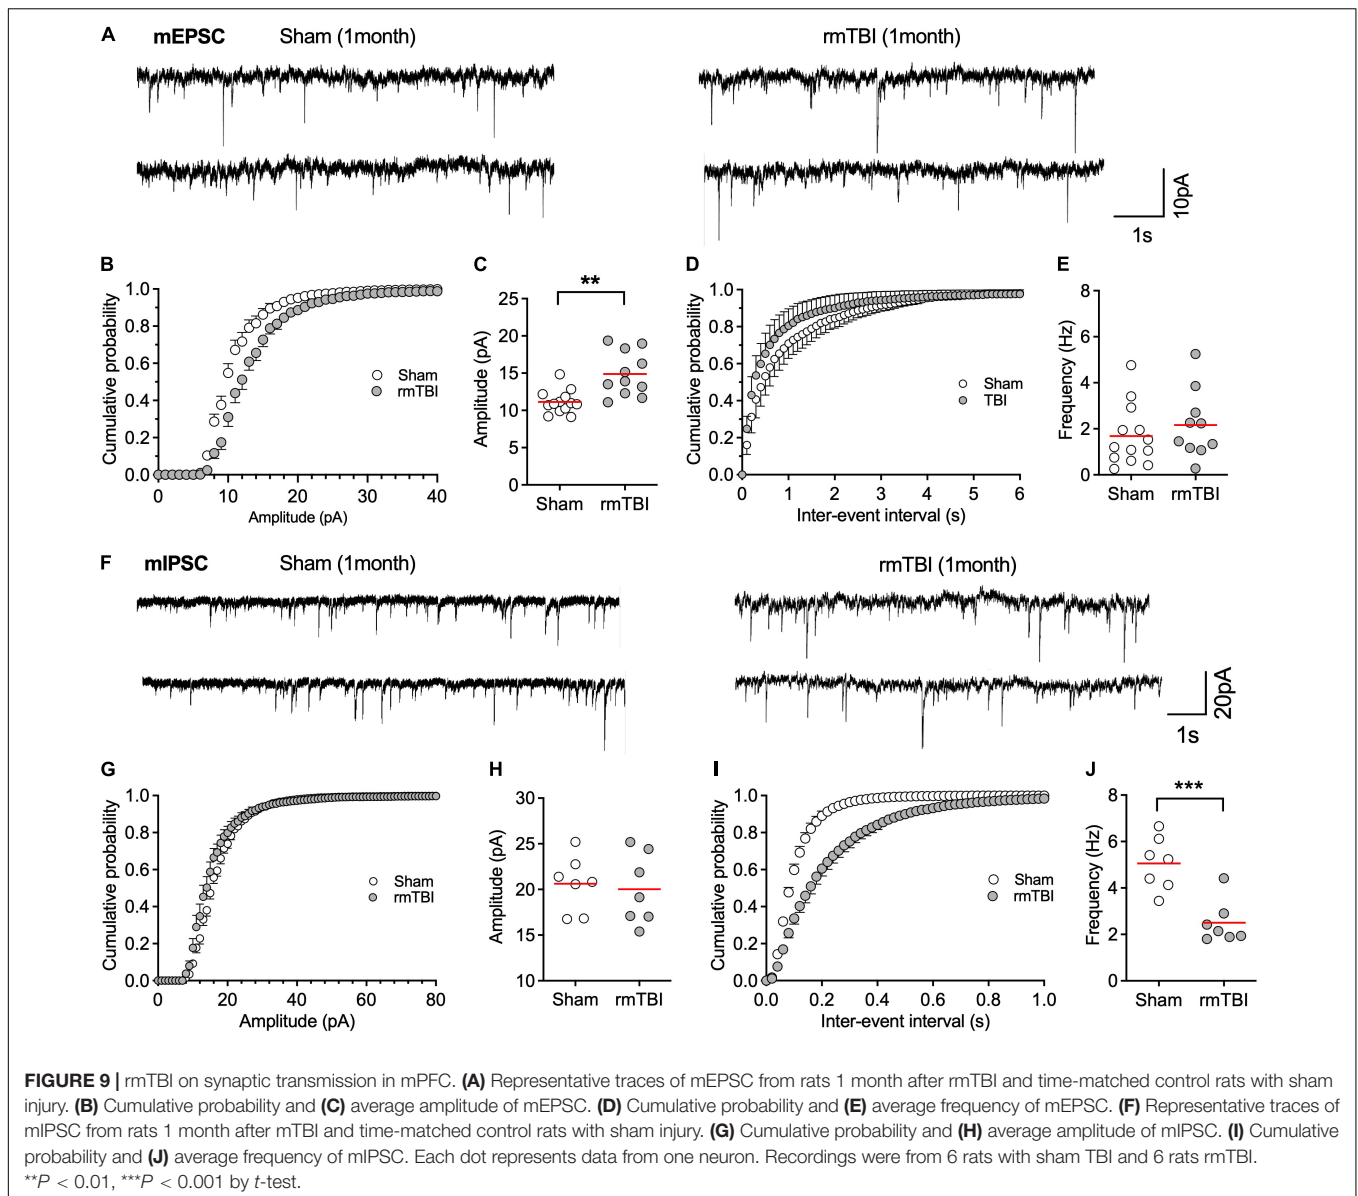 A mEPSC Sham (1month) rmTBI (1month)
10pA
1s
B C D E
Cumulative probability
1.0
0.8
0.6
0.4
0.2
0.0
0 10 20 30 40
Amplitude (pA)
Sham
rmTBI
Amplitude (pA)
25
20
15
10
5
0
**
Sham rmTBI
Cumulative probability
1.0
0.8
0.6
0.4
0.2
0.0
0 1 2 3 4 5 6
Inter-event interval (s)
Sham
TBI
Frequency (Hz)
8
6
4
2
0
Sham rmTBI
F mIPSC Sham (1month) rmTBI (1month)
20pA
1s
G H I J
Cumulative probability
1.0
0.8
0.6
0.4
0.2
0.0
0 20 40 60 80
Amplitude (pA)
Sham
rmTBI
Amplitude (pA)
30
25
20
15
10
Sham rmTBI
Cumulative probability
1.0
0.8
0.6
0.4
0.2
0.0
0.0 0.2 0.4 0.6 0.8 1.0
Inter-event interval (s)
Sham
rmTBI
Frequency (Hz)
8
6
4
2
0
***
Sham rmTBI
FIGURE 9 | rmTBI on synaptic transmission in mPFC. (A) Representative traces of mEPSC from rats 1 month after rmTBI and time-matched control rats with sham
injury. (B) Cumulative probability and (C) average amplitude of mEPSC. (D) Cumulative probability and (E) average frequency of mEPSC. (F) Representative traces of
mIPSC from rats 1 month after mTBI and time-matched control rats with sham injury. (G) Cumulative probability and (H) average amplitude of mIPSC. (I) Cumulative
probability and (J) average frequency of mIPSC. Each dot represents data from one neuron. Recordings were from 6 rats with sham TBI and 6 rats rmTBI.
**P < 0.01, ***P < 0.001 by t-test.